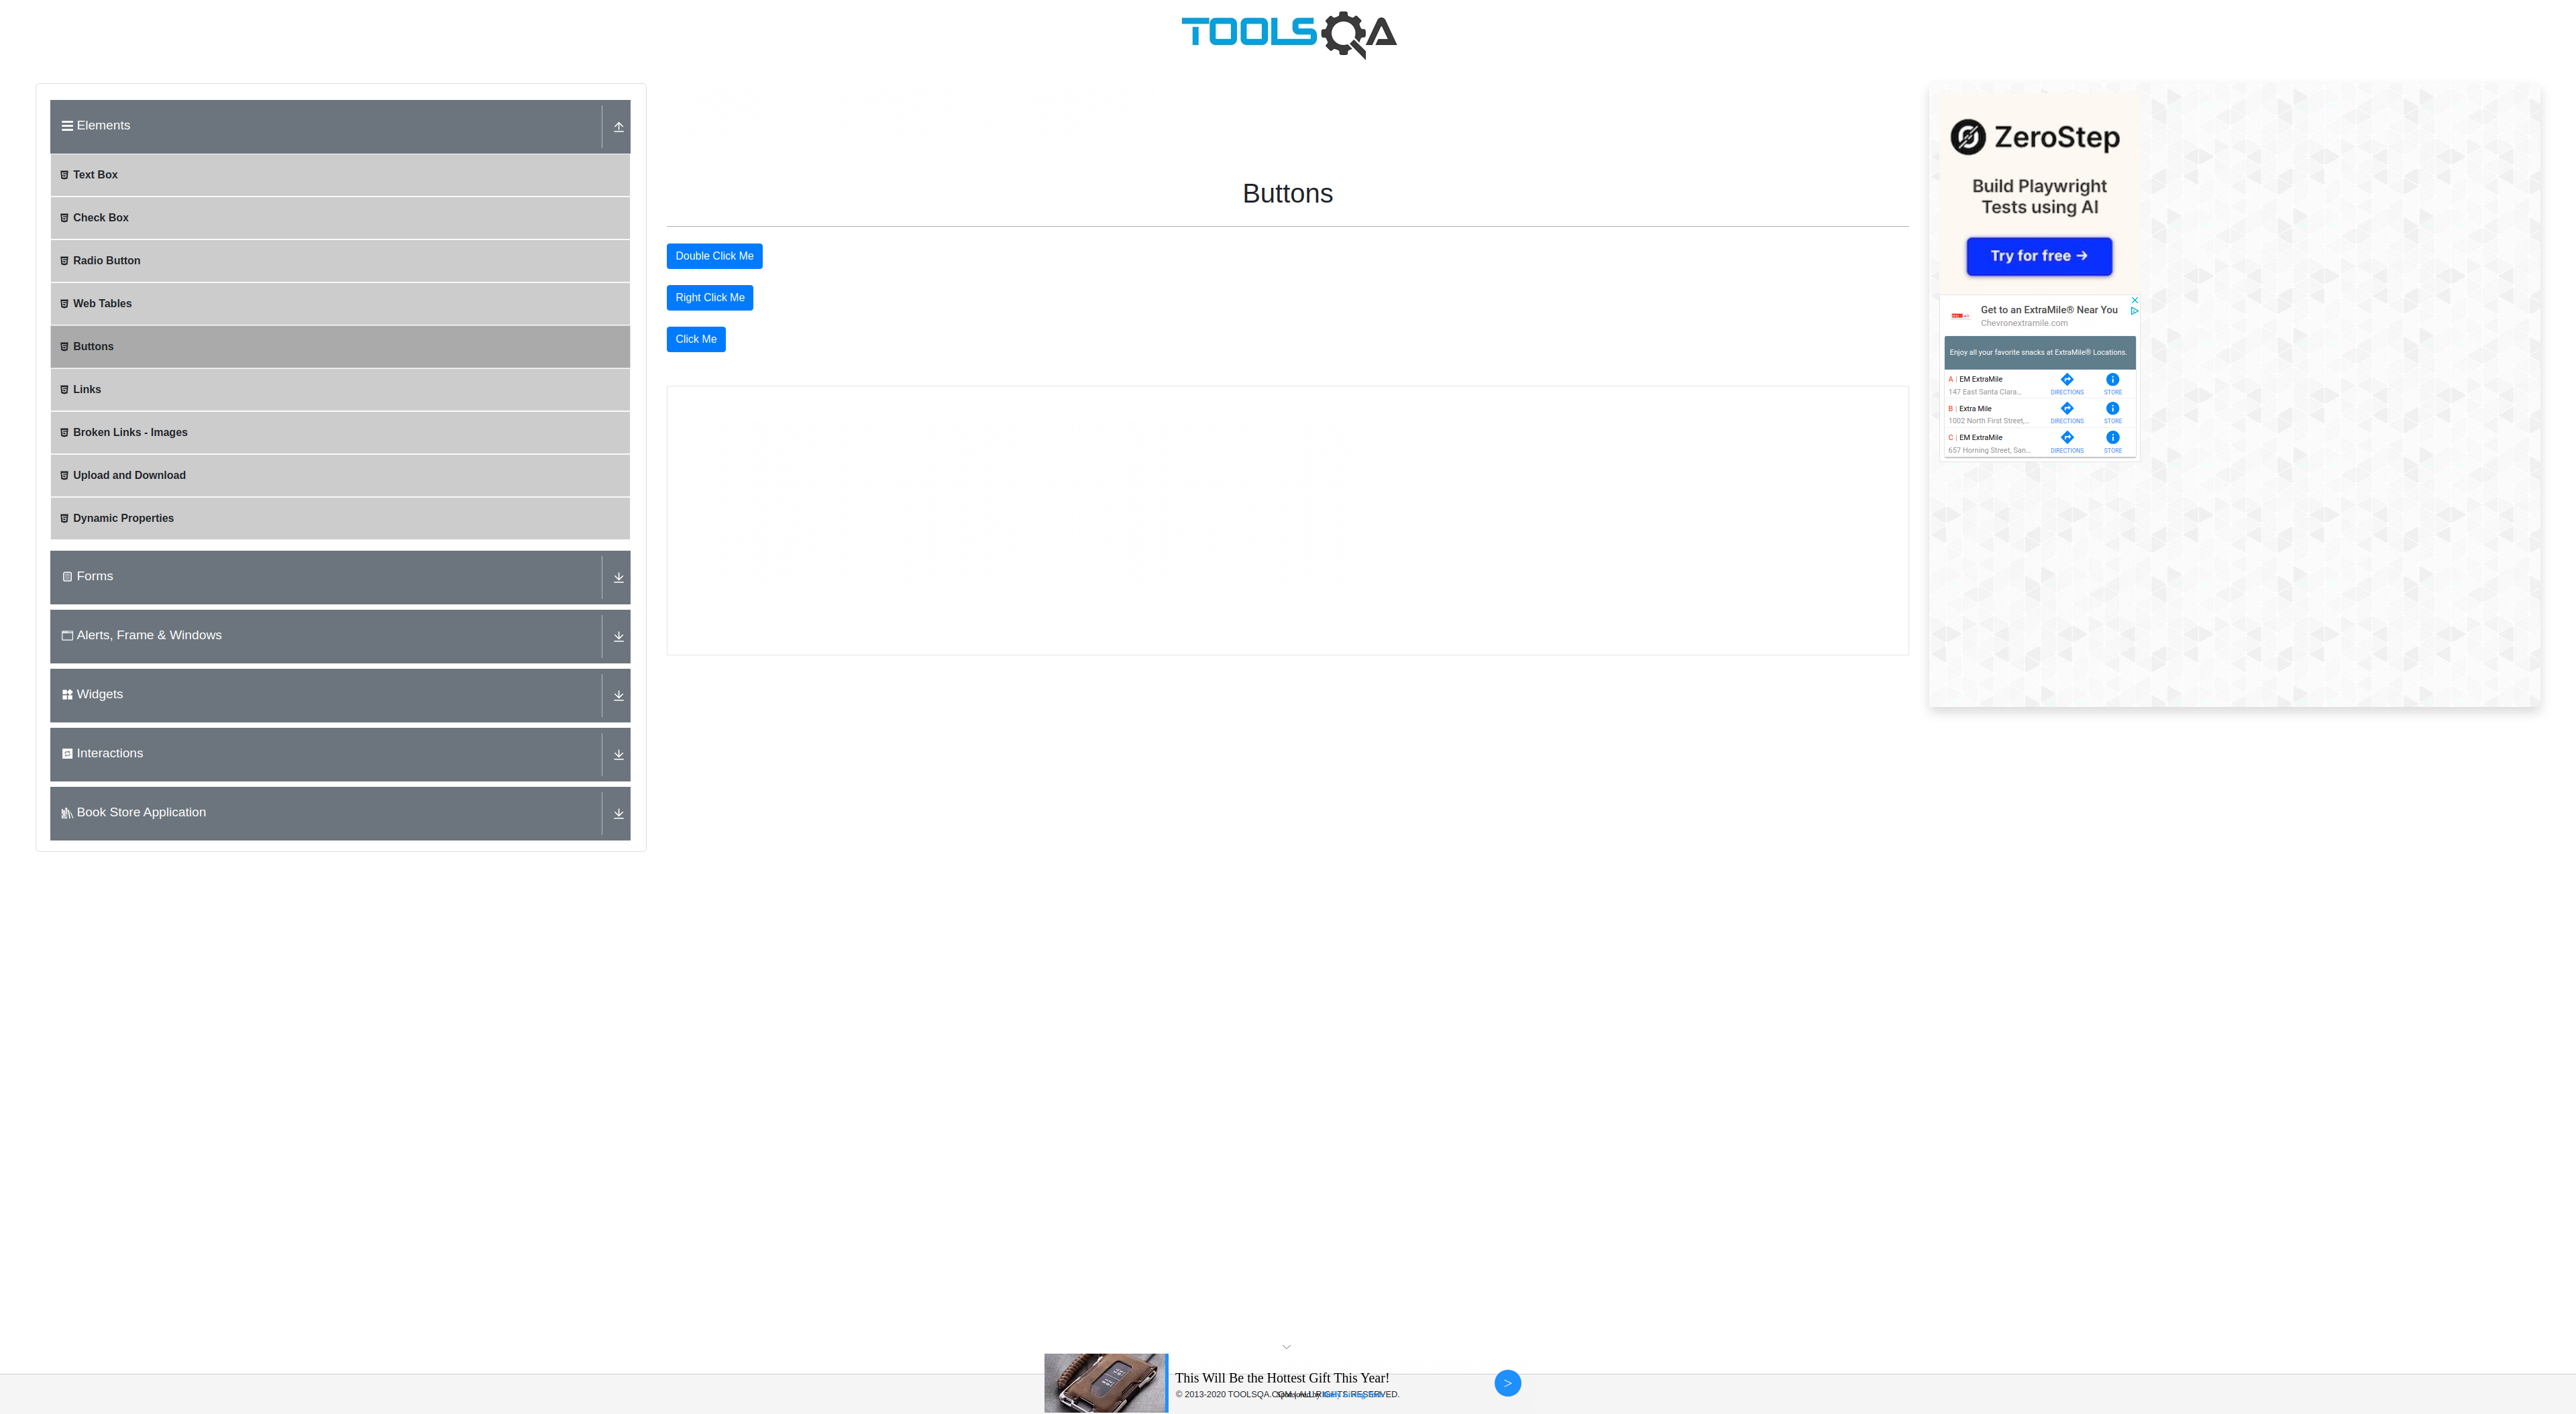 TOOLSQA
Elements
Text Box
Check Box
Radio Button
Web Tables
Buttons
Links
Broken Links - Images
Upload and Download
Dynamic Properties
Forms
Alerts, Frame & Windows
Widgets
Interactions
Book Store Application
Buttons
Double Click Me
Right Click Me
Click Me
ZeroStep
Build Playwright
Tests using AI
Try for free →
Get to an ExtraMile® Near You
Chevronextramile.com
Enjoy all your favorite snacks at ExtraMile® Locations.
A | EM ExtraMile
147 East Santa Clara...
DIRECTIONS
STORE
B | Extra Mile
1002 North First Street,...
DIRECTIONS
STORE
C | EM ExtraMile
657 Horning Street, San...
DIRECTIONS
STORE
This Will Be the Hottest Gift This Year!
© 2013-2020 TOOLSQA.COM | ALL RIGHTS RESERVED.